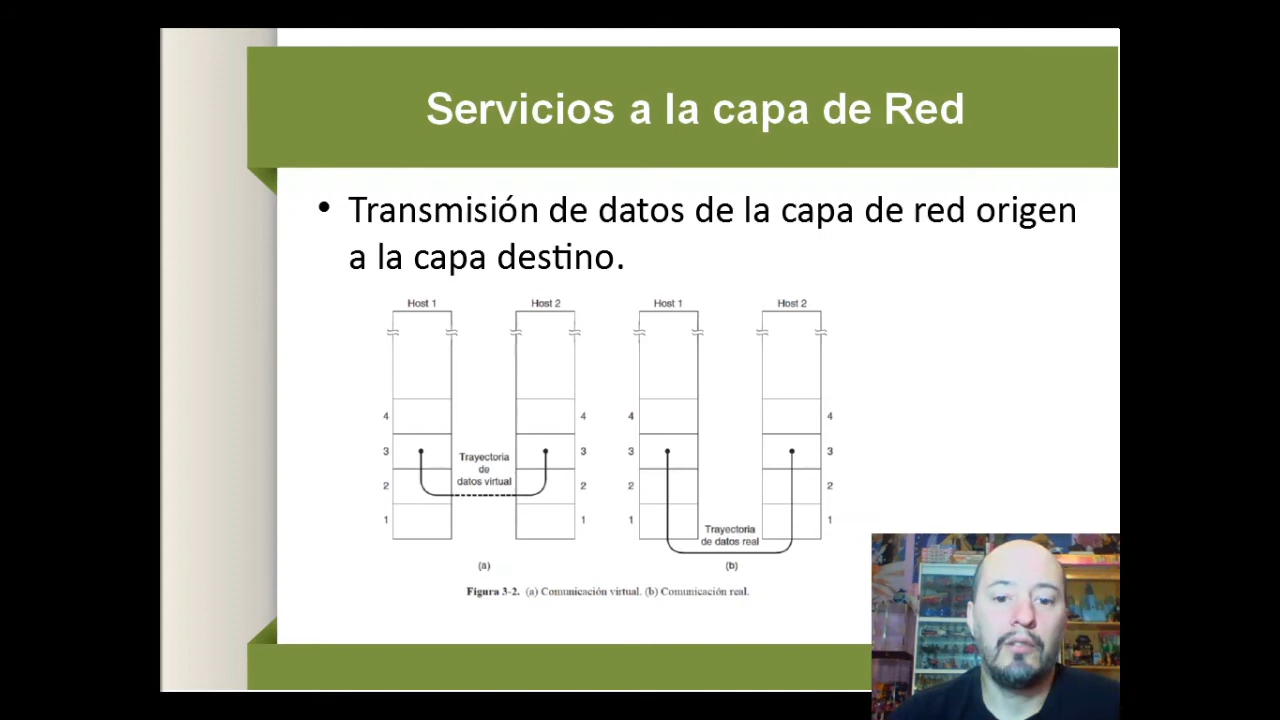 Servicios a la capa de Red
• Transmisión de datos de la capa de red origen
a la capa destino.
Host 1
Host 2
Host 1
Host 2
4
4
4
4
3
3
3
3
Trayectoria
de
datos virtual
2
2
2
2
1
1
1
1
Trayectoria
de datos real
(a)
(b)
Figura 3-2. (a) Comunicación virtual. (b) Comunicación real.